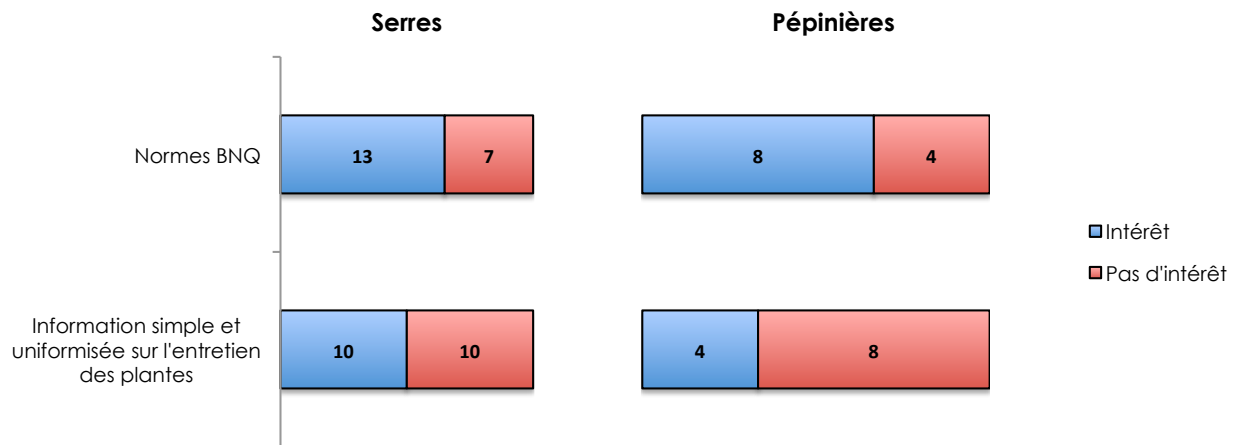 Serres
Pépinières
Normes BNQ
13
7
8
4
Intérêt
Pas d'intérêt
Information simple et
uniformisée sur l'entretien
des plantes
10
10
4
8